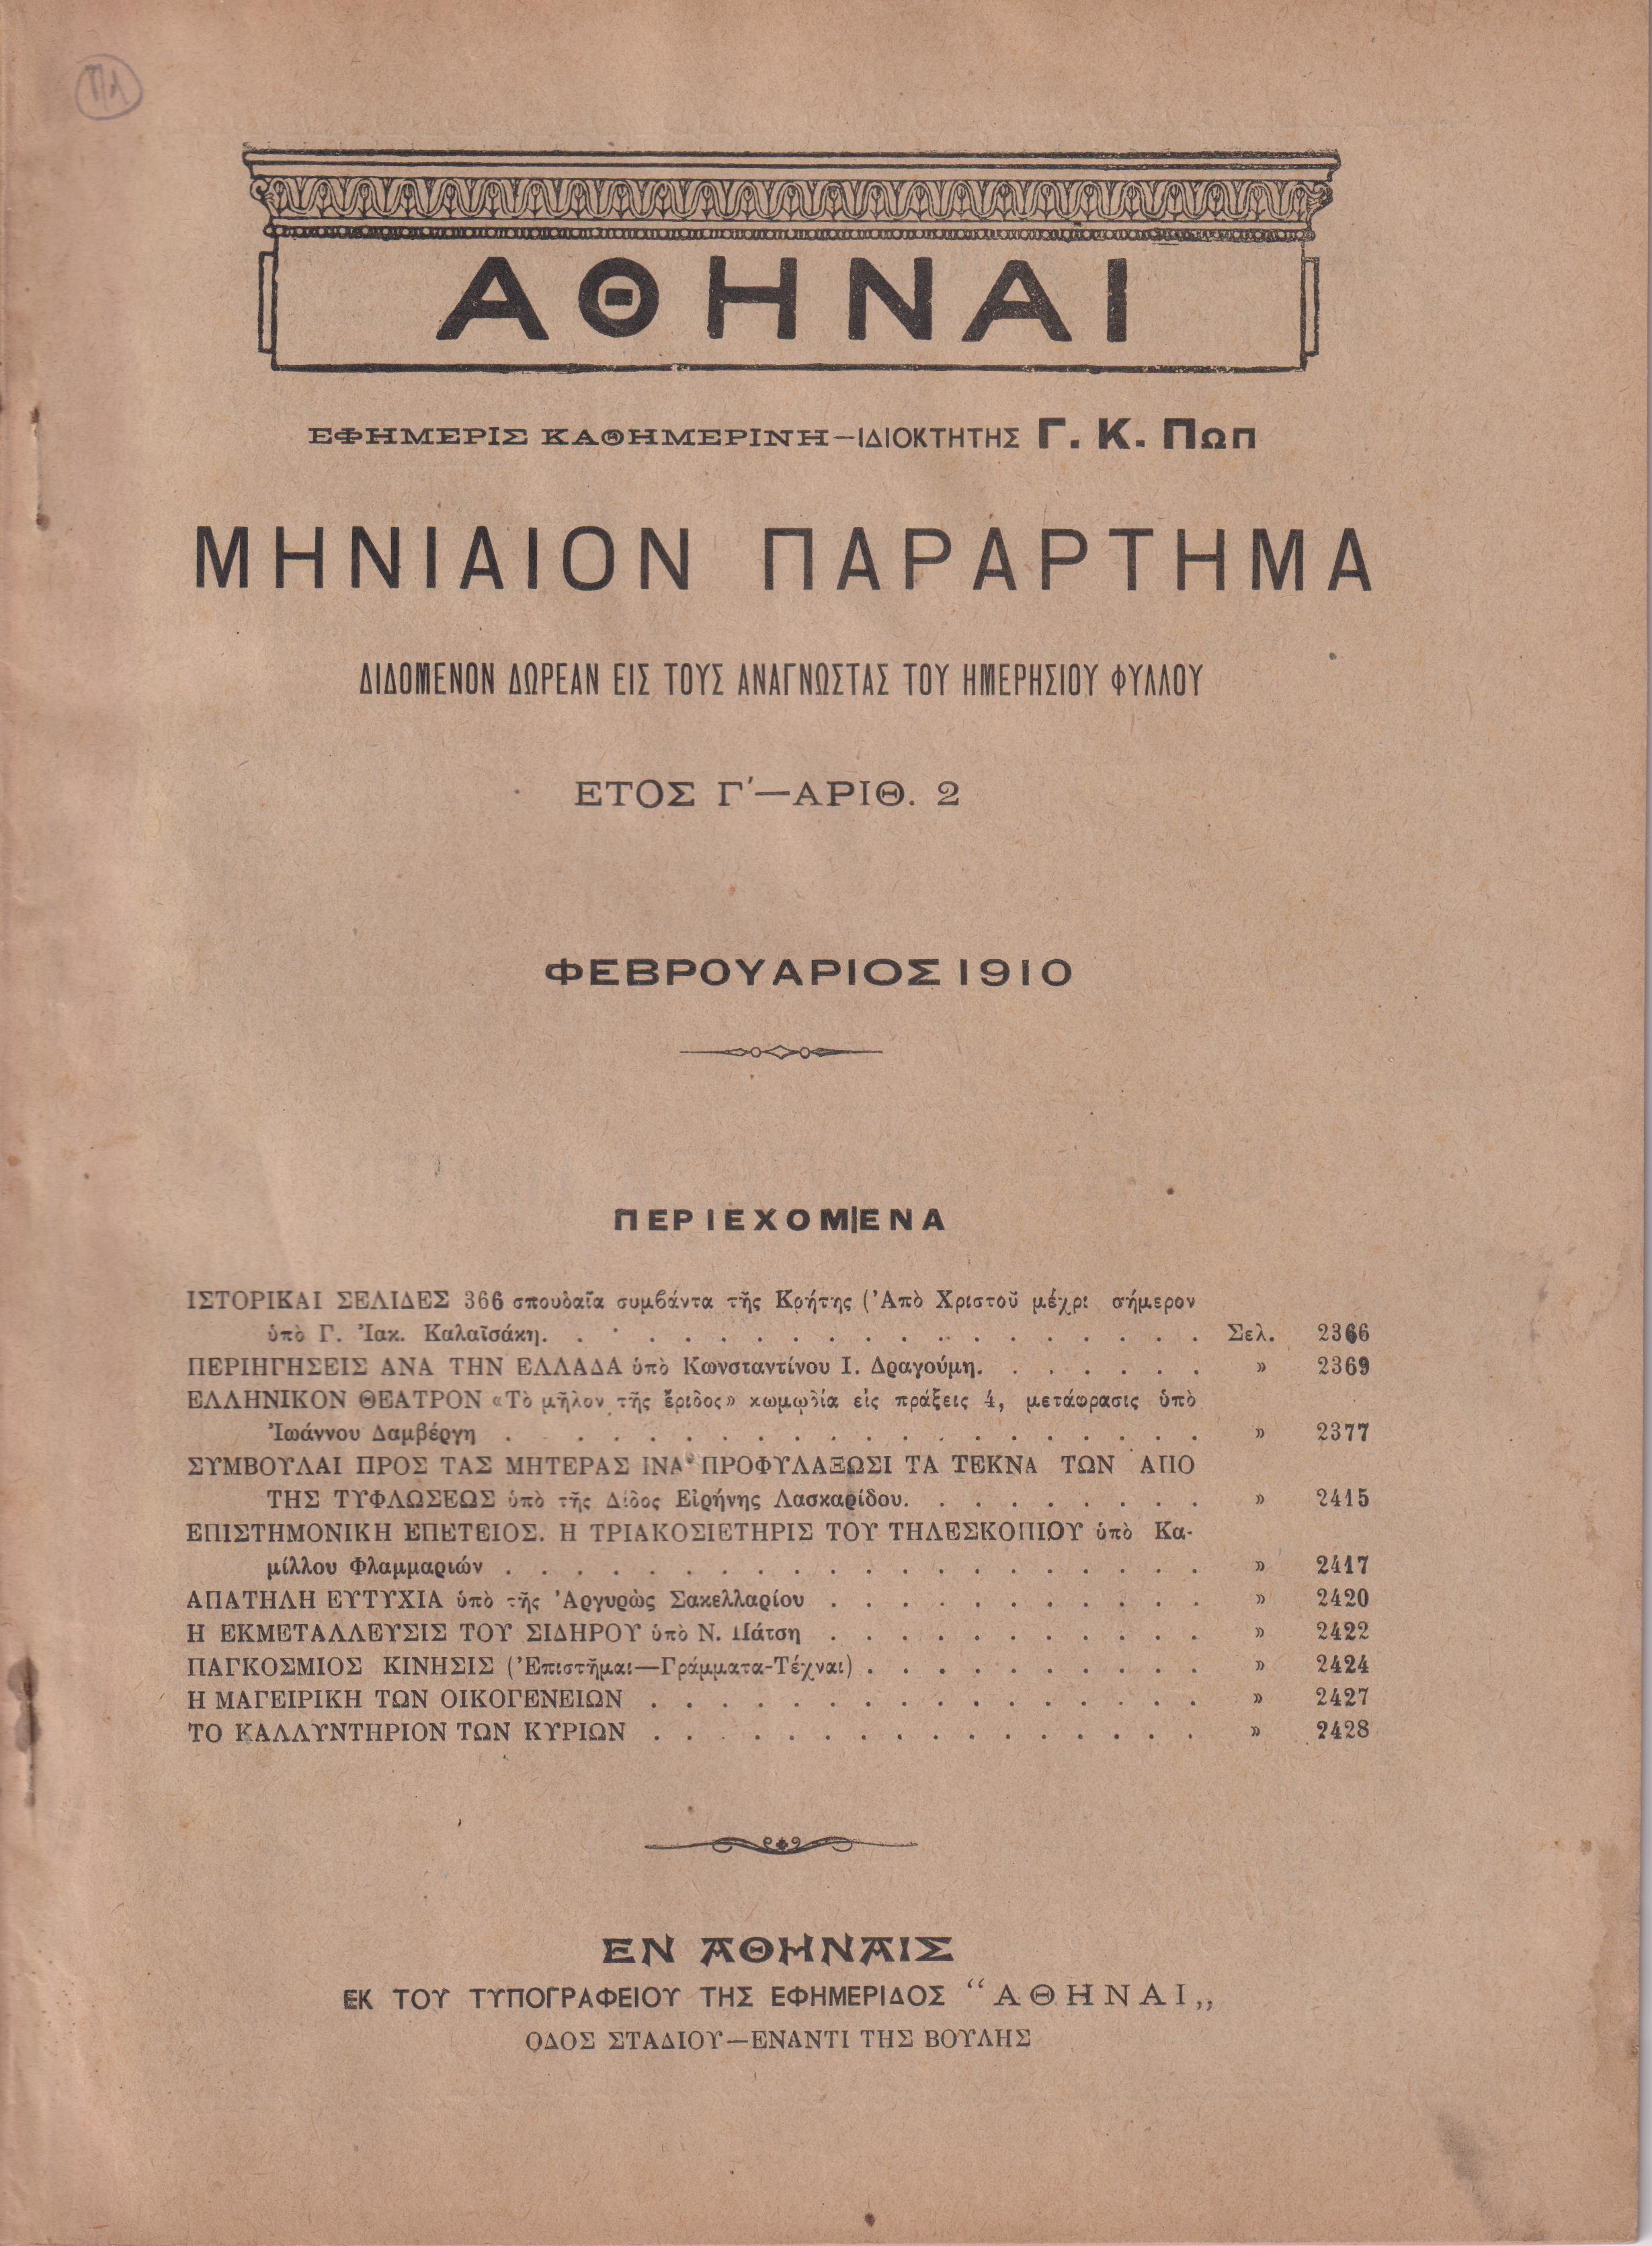 ΑΘΗΝΑΙ
ΕΦΗΜΕΡΙΣ ΚΑΘΗΜΕΡΙΝΗ—ΙΔΙΟΚΤΗΤΗΣ Γ. Κ. Πωπ
ΜΗΝΙΑΙΟΝ ΠΑΡΑΡΤΗΜΑ
ΔΙΔΟΜΕΝΟΝ ΔΩΡΕΑΝ ΕΙΣ ΤΟΥΣ ΑΝΑΓΝΩΣΤΑΣ ΤΟΥ ΗΜΕΡΗΣΙΟΥ ΦΥΛΛΟΥ
ΕΤΟΣ Γ΄—ΑΡΙΘ. 2
ΦΕΒΡΟΥΑΡΙΟΣ 1910
ΠΕΡΙΕΧΟΜΕΝΑ
ΙΣΤΟΡΙΚΑΙ ΣΕΛΙΔΕΣ 366 σπουδαῖα συμβάντα τῆς Κρήτης (Ἀπὸ Χριστοῦ μέχρι σήμερον
ὑπὸ Γ. Ἰακ. Καλαϊσάκη. . . . . . . . . . . . . . . . . . . Σελ. 2366
ΠΕΡΙΗΓΗΣΕΙΣ ΑΝΑ ΤΗΝ ΕΛΛΑΔΑ ὑπὸ Κωνσταντίνου Ι. Δραγούμη. . . . . . . » 2369
ΕΛΛΗΝΙΚΟΝ ΘΕΑΤΡΟΝ «Τὸ μῆλον τῆς ἔριδος» κωμῳδία εἰς πράξεις 4, μετάφρασις ὑπὸ
Ἰωάννου Δαμβέργη . . . . . . . . . . . . . . . . . . . . » 2377
ΣΥΜΒΟΥΛΑΙ ΠΡΟΣ ΤΑΣ ΜΗΤΕΡΑΣ ΙΝΑ ΠΡΟΦΥΛΑΞΩΣΙ ΤΑ ΤΕΚΝΑ ΤΩΝ ΑΠΟ
ΤΗΣ ΤΥΦΛΩΣΕΩΣ ὑπὸ τῆς Δίδος Εἰρήνης Λασκαρίδου. . . . . . . . . » 2415
ΕΠΙΣΤΗΜΟΝΙΚΗ ΕΠΕΤΕΙΟΣ. Η ΤΡΙΑΚΟΣΙΕΤΗΡΙΣ ΤΟΥ ΤΗΛΕΣΚΟΠΙΟΥ ὑπὸ Κα-
μίλλου Φλαμμαριών . . . . . . . . . . . . . . . . . . . . » 2417
ΑΠΑΤΗΛΗ ΕΥΤΥΧΙΑ ὑπὸ τῆς Ἀργυρὼς Σακελλαρίου . . . . . . . . . . . » 2420
Η ΕΚΜΕΤΑΛΛΕΥΣΙΣ ΤΟΥ ΣΙΔΗΡΟΥ ὑπὸ Ν. Πάτση . . . . . . . . . . . » 2422
ΠΑΓΚΟΣΜΙΟΣ ΚΙΝΗΣΙΣ (Ἐπιστῆμαι—Γράμματα-Τέχναι) . . . . . . . . . . » 2424
Η ΜΑΓΕΙΡΙΚΗ ΤΩΝ ΟΙΚΟΓΕΝΕΙΩΝ . . . . . . . . . . . . . . . . » 2427
ΤΟ ΚΑΛΛΥΝΤΗΡΙΟΝ ΤΩΝ ΚΥΡΙΩΝ . . . . . . . . . . . . . . . » 2428
ΕΝ ΑΘΗΝΑΙΣ
ΕΚ ΤΟΥ ΤΥΠΟΓΡΑΦΕΙΟΥ ΤΗΣ ΕΦΗΜΕΡΙΔΟΣ “ΑΘΗΝΑΙ„
ΟΔΟΣ ΣΤΑΔΙΟΥ—ΕΝΑΝΤΙ ΤΗΣ ΒΟΥΛΗΣ